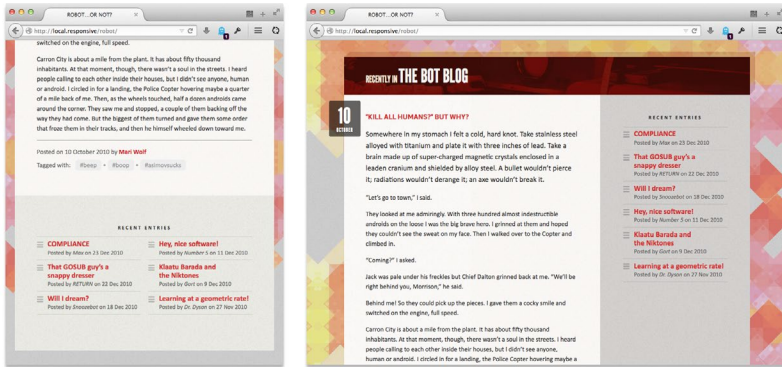 ROBOT...OR NOT?
http://local.responsive/robot/
switched on the engine, full speed.
Carron City is about a mile from the plant. It has about fifty thousand
inhabitants. At that moment, though, there wasn't a soul in the streets. I heard
people calling to each other inside their houses, but I didn't see anyone, human
or android. I circled in for a landing, the Police Copter hovering maybe a quarter
of a mile back of me. Then, as the wheels touched, half a dozen androids came
around the corner. They saw me and stopped, a couple of them backing off the
way they had come. But the biggest of them turned and gave them some order
that froze them in their tracks, and then he himself wheeled down toward me.
Posted on 10 October 2010 by Mari Wolf
Tagged with: #beep • #boop • #asimovsucks
RECENT ENTRIES
COMPLIANCE
Posted by Max on 23 Dec 2010
That GOSUB guy's a
snappy dresser
Posted by RETURN on 22 Dec 2010
Will I dream?
Posted by Snoozebot on 18 Dec 2010
Hey, nice software!
Posted by Number 5 on 11 Dec 2010
Klaatu Barada and
the Niktones
Posted by Gort on 9 Dec 2010
Learning at a geometric rate!
Posted by Dr. Dyson on 27 Nov 2010
ROBOT...OR NOT?
http://local.responsive/robot/
RECENTLY IN THE BOT BLOG
10
OCTOBER
"KILL ALL HUMANS?" BUT WHY?
Somewhere in my stomach I felt a cold, hard knot. Take stainless steel
alloyed with titanium and plate it with three inches of lead. Take a
brain made up of super-charged magnetic crystals enclosed in a
leaden cranium and shielded by alloy steel. A bullet wouldn't pierce
it; radiations wouldn't derange it; an axe wouldn't break it.
"Let's go to town," I said.
They looked at me admiringly. With three hundred almost indestructible
androids on the loose I was the big brave hero. I grinned at them and hoped
they couldn't see the sweat on my face. Then I walked over to the Copter and
climbed in.
"Coming?" I asked.
Jack was pale under his freckles but Chief Dalton grinned back at me. "We'll be
right behind you, Morrison," he said.
Behind me! So they could pick up the pieces. I gave them a cocky smile and
switched on the engine, full speed.
Carron City is about a mile from the plant. It has about fifty thousand
inhabitants. At that moment, though, there wasn't a soul in the streets. I heard
people calling to each other inside their houses, but I didn't see anyone,
human or android. I circled in for a landing, the Police Copter hovering maybe a
RECENT ENTRIES
COMPLIANCE
Posted by Max on 23 Dec 2010
That GOSUB guy's a
snappy dresser
Posted by RETURN on 22 Dec 2010
Will I dream?
Posted by Snoozebot on 18 Dec 2010
Hey, nice software!
Posted by Number 5 on 11 Dec 2010
Klaatu Barada and
the Niktones
Posted by Gort on 9 Dec 2010
Learning at a geometric rate!
Posted by Dr. Dyson on 27 Nov 2010